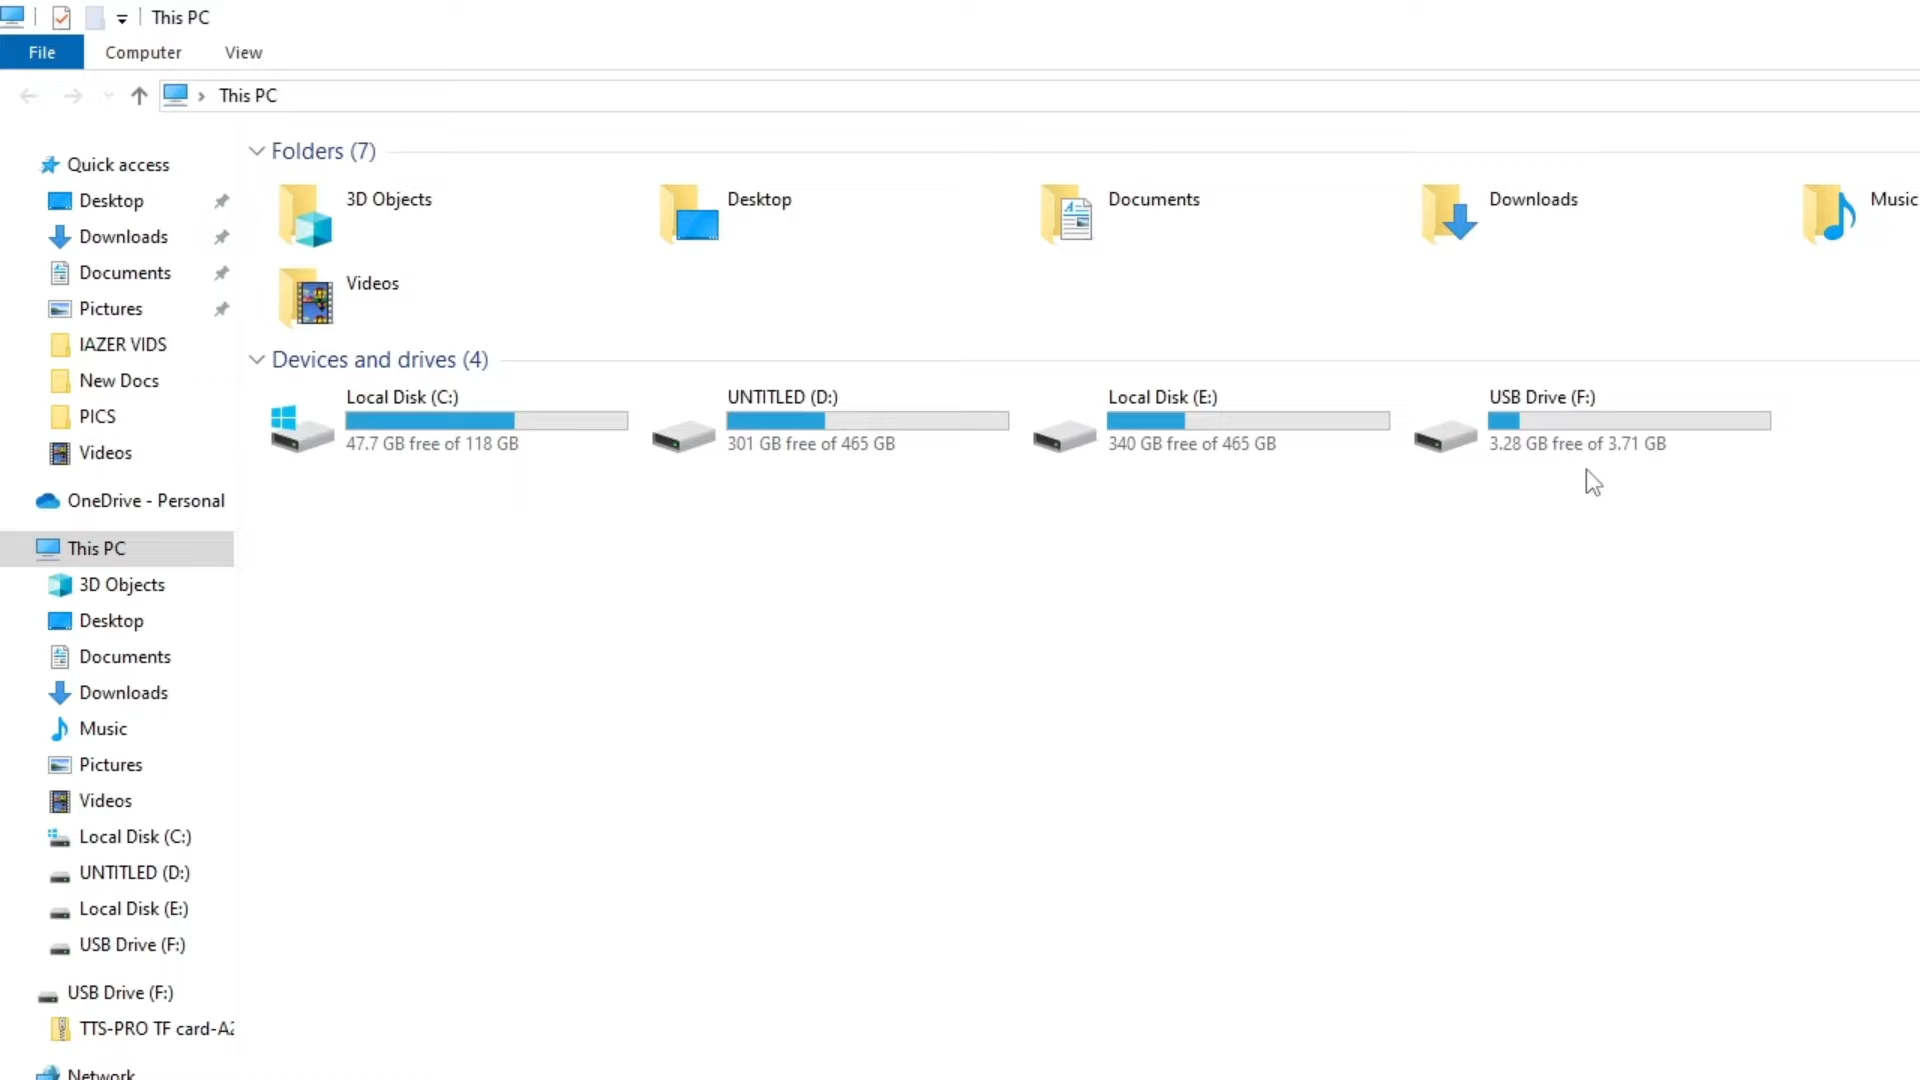 This PC
File Computer View
This PC
Quick access
Desktop
Downloads
Documents
Pictures
IAZER VIDS
New Docs
PICS
Videos
OneDrive - Personal
This PC
3D Objects
Desktop
Documents
Downloads
Music
Pictures
Videos
Local Disk (C:)
UNTITLED (D:)
Local Disk (E:)
USB Drive (F:)
USB Drive (F:)
TTS-PRO TF card-A2
Network
Folders (7)
3D Objects
Desktop
Documents
Downloads
Music
Videos
Devices and drives (4)
Local Disk (C:)
47.7 GB free of 118 GB
UNTITLED (D:)
301 GB free of 465 GB
Local Disk (E:)
340 GB free of 465 GB
USB Drive (F:)
3.28 GB free of 3.71 GB